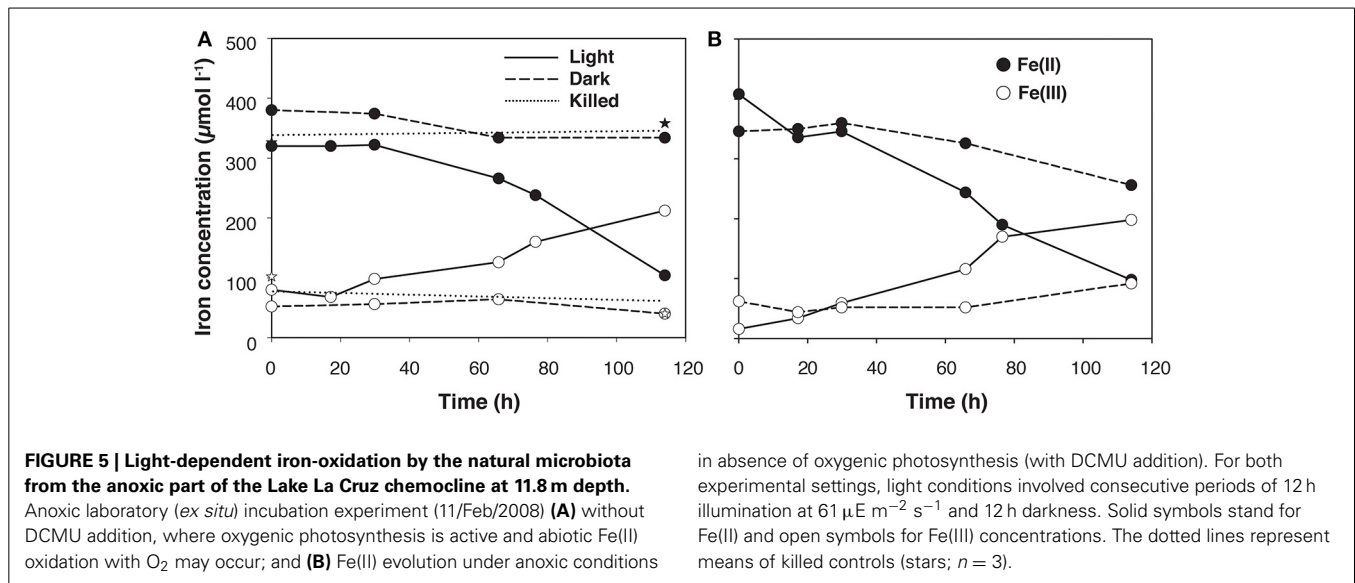 A
B
500
400
300
200
100
0
Iron concentration (µmol l-1)
Light
Dark
Killed
Fe(II)
Fe(III)
0 20 40 60 80 100 120
0 20 40 60 80 100 120
Time (h)
Time (h)
FIGURE 5 | Light-dependent iron-oxidation by the natural microbiota
from the anoxic part of the Lake La Cruz chemocline at 11.8 m depth.
Anoxic laboratory (ex situ) incubation experiment (11/Feb/2008) (A) without
DCMU addition, where oxygenic photosynthesis is active and abiotic Fe(II)
oxidation with O2 may occur; and (B) Fe(II) evolution under anoxic conditions
in absence of oxygenic photosynthesis (with DCMU addition). For both
experimental settings, light conditions involved consecutive periods of 12 h
illumination at 61 µE m−2 s−1 and 12 h darkness. Solid symbols stand for
Fe(II) and open symbols for Fe(III) concentrations. The dotted lines represent
means of killed controls (stars; n = 3).